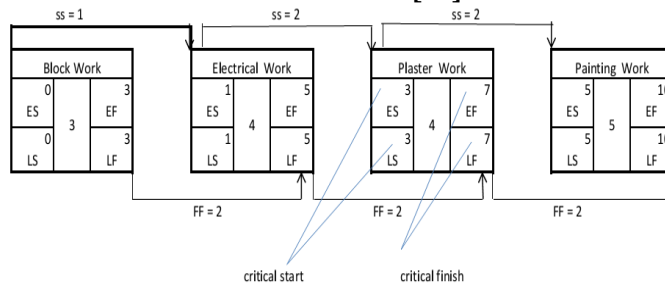 ss = 1 ss = 2 ss = 2
Block Work Electrical Work Plaster Work Painting Work
0 3 1 5 3 7 5 10
ES EF ES EF ES EF ES EF
3 4 4 5
0 3 1 5 3 7 5 10
LS LF LS LF LS LF LS LF
FF = 2 FF = 2 FF = 2
critical start critical finish